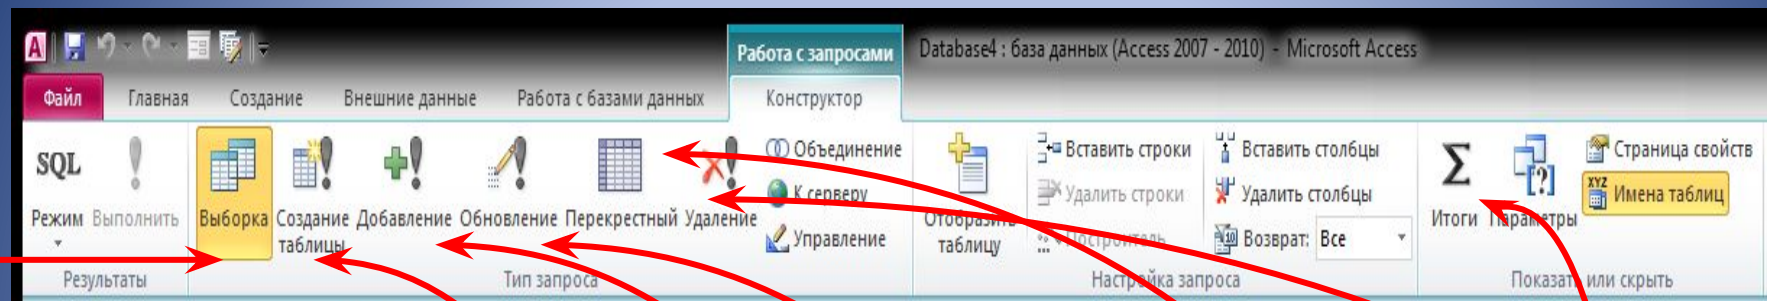 Работа с запросами
Database4 : база данных (Access 2007 - 2010) - Microsoft Access
Файл Главная Создание Внешние данные Работа с базами данных Конструктор
SQL
Режим Выполнить
Результаты
Выборка Создание таблицы Добавление Обновление Перекрестный Удаление
Объединение
К серверу
Управление
Тип запроса
Отобразить таблицу
Вставить строки
Удалить строки
Построитель
Вставить столбцы
Удалить столбцы
Возврат: Все
Настройка запроса
Σ
Итоги Параметры
Страница свойств
XYZ
Имена таблиц
Показать или скрыть